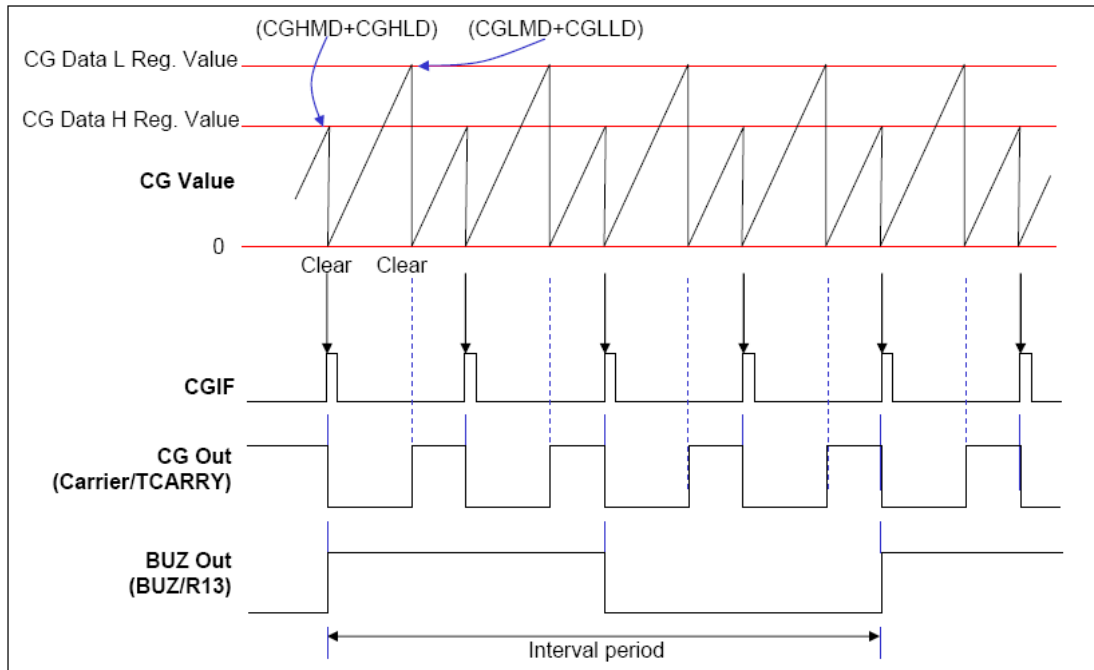 (CGHMD+CGHLD) (CGLMD+CGLLD)
CG Data L Reg. Value
CG Data H Reg. Value
CG Value
0
Clear Clear
CGIF
CG Out
(Carrier/TCARRY)
BUZ Out
(BUZ/R13)
Interval period